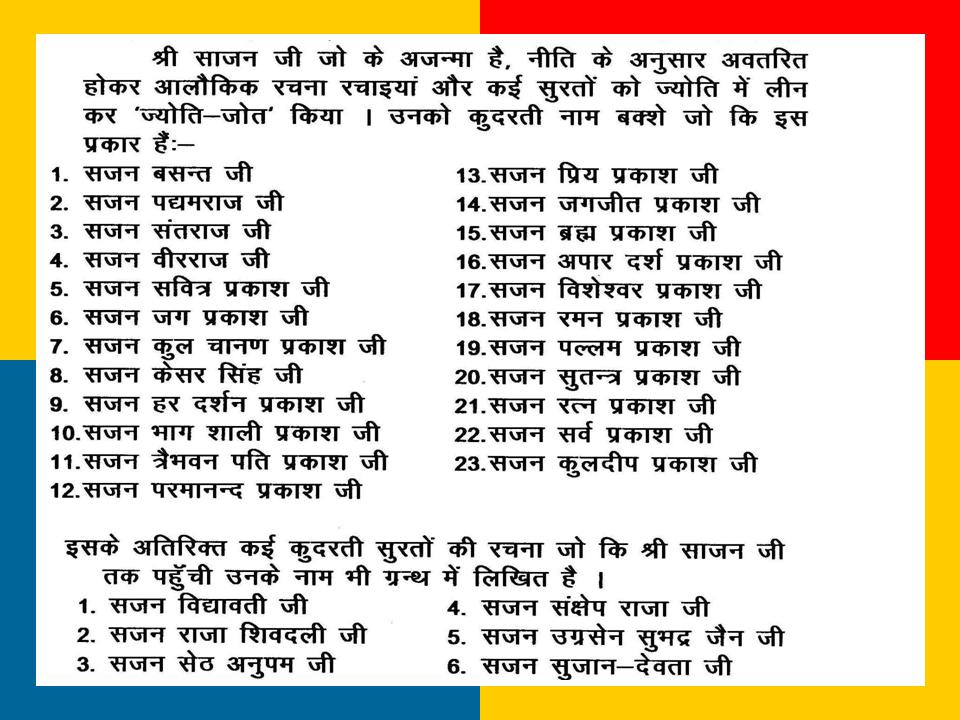 श्री साजन जी जो के अजन्मा है, नीति के अनुसार अवतरित
होकर आलौकिक रचना रचाइयां और कई सुरतों को ज्योति में लीन
कर 'ज्योति–जोत' किया । उनको कुदरती नाम बक्शे जो कि इस
प्रकार हैं:–
1. सजन बसन्त जी
2. सजन पद्यमराज जी
3. सजन संतराज जी
4. सजन वीरराज जी
5. सजन सवित्र प्रकाश जी
6. सजन जग प्रकाश जी
7. सजन कुल चानण प्रकाश जी
8. सजन केसर सिंह जी
9. सजन हर दर्शन प्रकाश जी
10. सजन भाग शाली प्रकाश जी
11. सजन त्रैभवन पति प्रकाश जी
12. सजन परमानन्द प्रकाश जी
13. सजन प्रिय प्रकाश जी
14. सजन जगजीत प्रकाश जी
15. सजन ब्रह्म प्रकाश जी
16. सजन अपार दर्श प्रकाश जी
17. सजन विशेश्वर प्रकाश जी
18. सजन रमन प्रकाश जी
19. सजन पल्लम प्रकाश जी
20. सजन सुतन्त्र प्रकाश जी
21. सजन रत्न प्रकाश जी
22. सजन सर्व प्रकाश जी
23. सजन कुलदीप प्रकाश जी
इसके अतिरिक्त कई कुदरती सुरतों की रचना जो कि श्री साजन जी
तक पहुँची उनके नाम भी ग्रन्थ में लिखित है ।
1. सजन विद्यावती जी
2. सजन राजा शिवदली जी
3. सजन सेठ अनुपम जी
4. सजन संक्षेप राजा जी
5. सजन उग्रसेन सुभद्र जैन जी
6. सजन सुजान–देवता जी